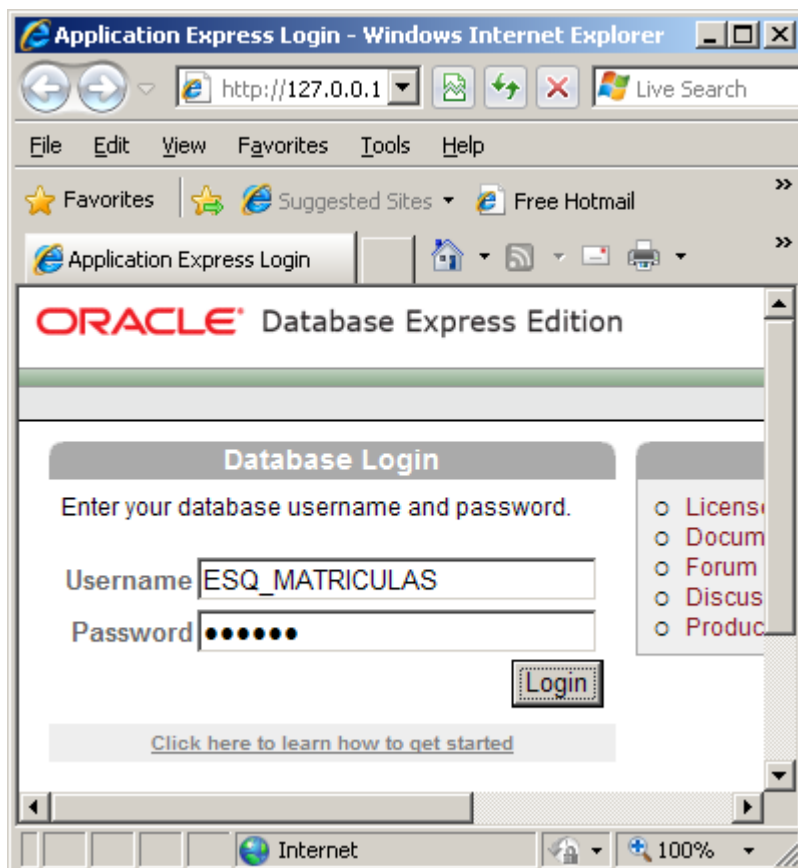 Application Express Login - Windows Internet Explorer
http://127.0.0.1
Live Search
File Edit View Favorites Tools Help
Favorites Suggested Sites Free Hotmail
Application Express Login
ORACLE Database Express Edition
Database Login
Enter your database username and password.
Username ESQ_MATRICULAS
Password ••••••
Login
Click here to learn how to get started
Forum
Internet 100%